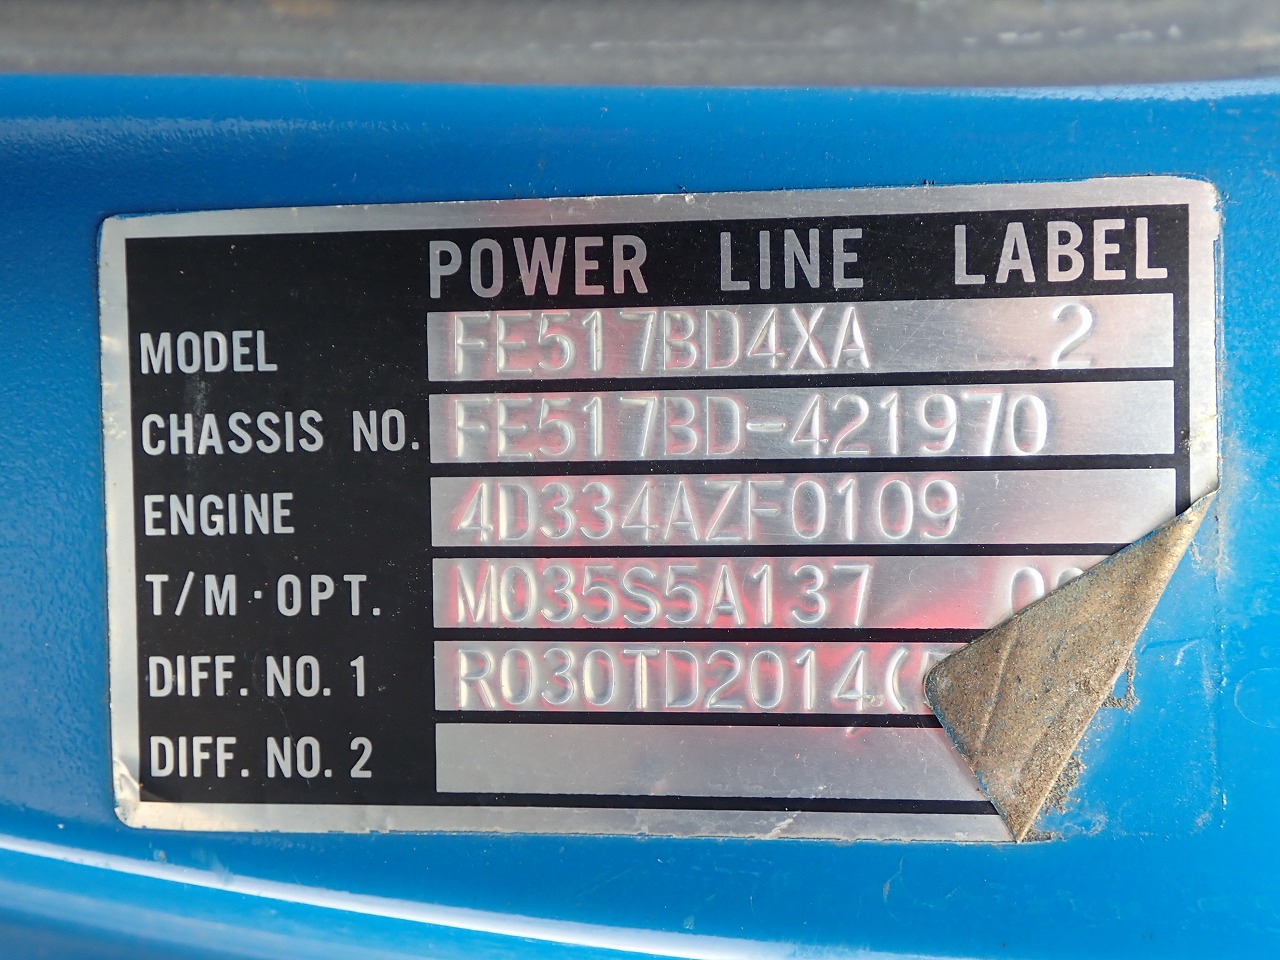 POWER LINE LABEL
MODEL FE517BD4XA 2
CHASSIS NO. FE517BD-421970
ENGINE 4D334AZF0109
T/M·OPT. M035S5A137
DIFF. NO. 1 R030TD2014(
DIFF. NO. 2